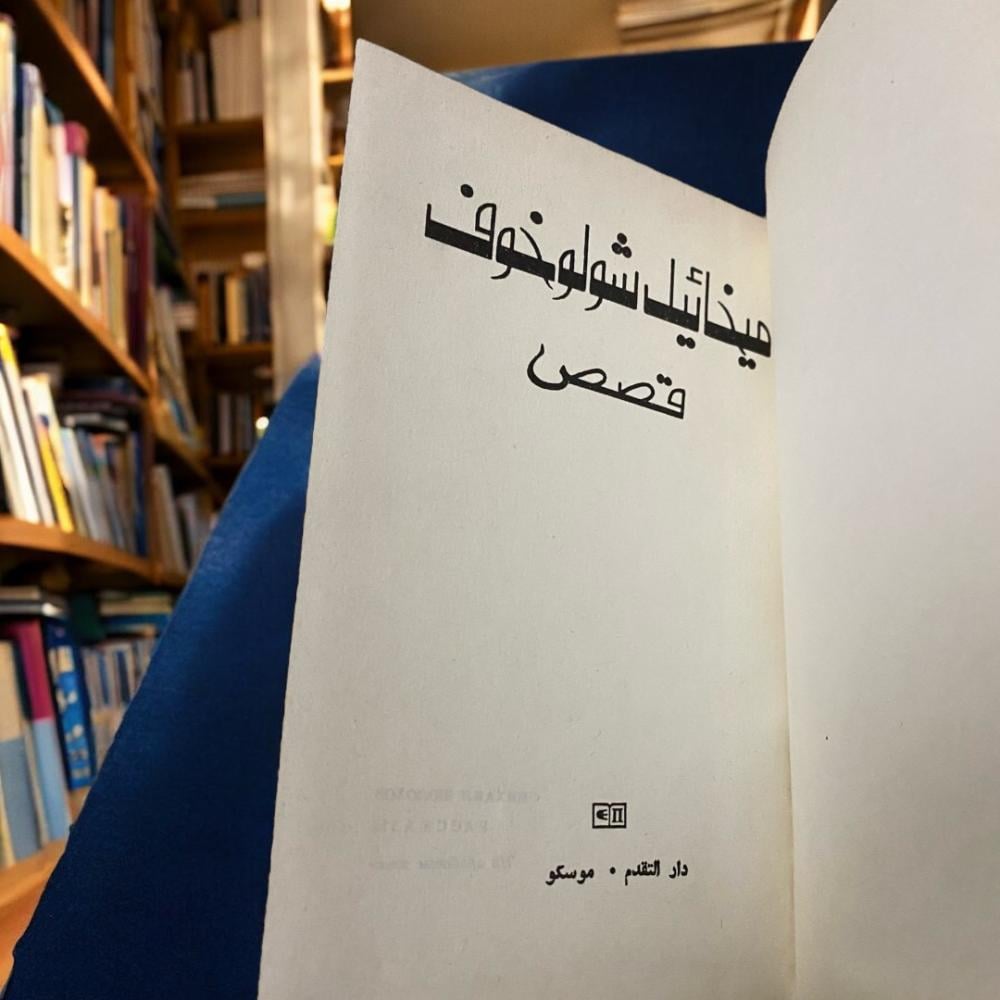 ميخائيل شولوخوف
قصص
دار التقدم • موسكو